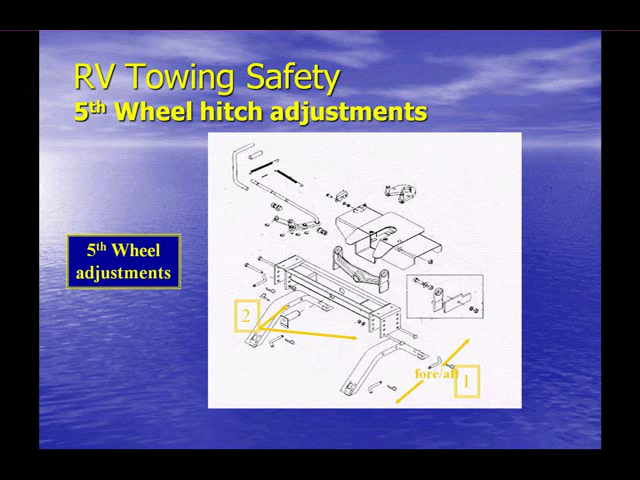 RV Towing Safety
5th Wheel hitch adjustments
5th Wheel
adjustments
2
fore/aft
1